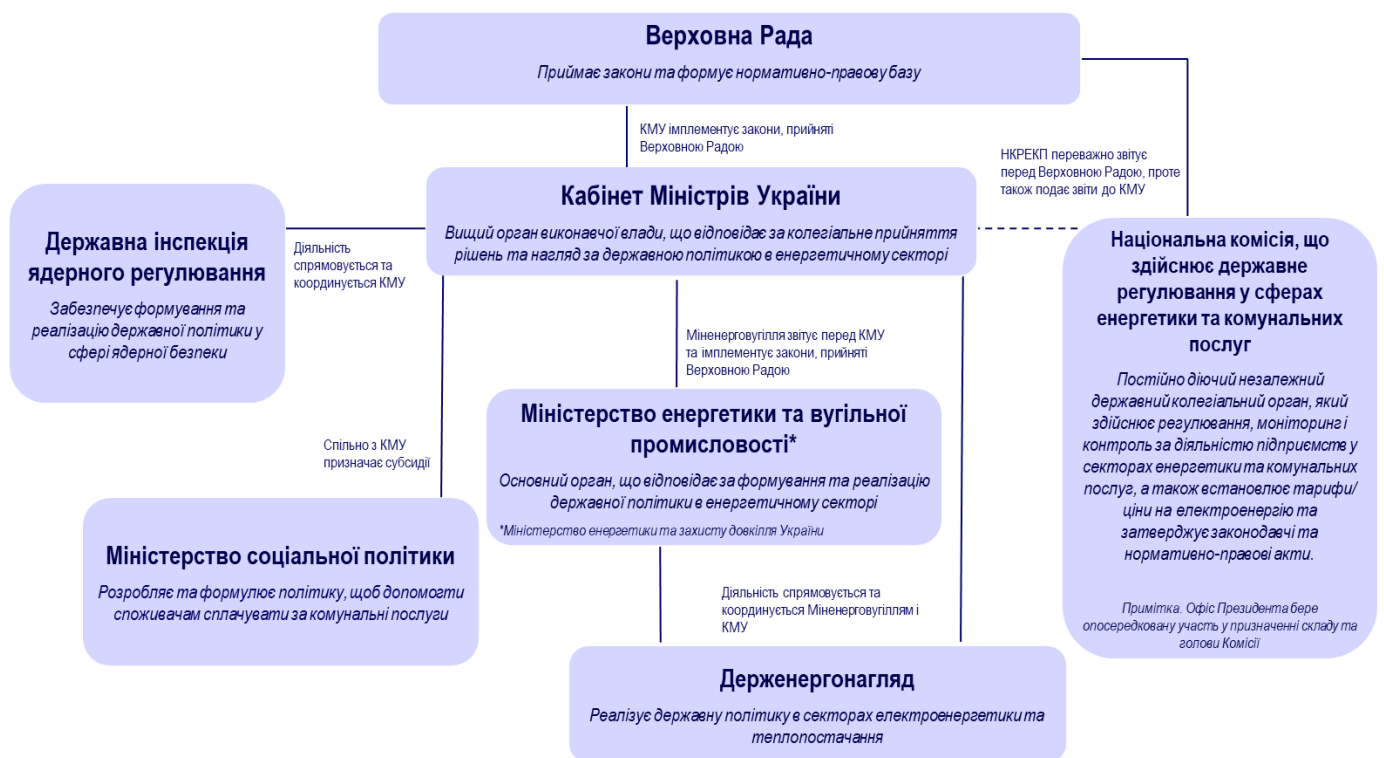 Верховна Рада
Приймає закони та формує нормативно-правову базу
КМУ імплементує закони, прийняті
Верховною Радою
НКРЕКП переважно звітує
перед Верховною Радою, проте
також подає звіти до КМУ
Кабінет Міністрів України
Вищий орган виконавчої влади, що відповідає за колегіальне прийняття
рішень та нагляд за державною політикою в енергетичному секторі
Державна інспекція
ядерного регулювання
Забезпечує формування та
реалізацію державної політики у
сфері ядерної безпеки
Діяльність
спрямовується та
координується КМУ
Національна комісія, що
здійснює державне
регулювання у сферах
енергетики та комунальних
послуг
Постійно діючий незалежний
державний колегіальний орган, який
здійснює регулювання, моніторинг і
контроль за діяльністю підприємств у
секторах енергетики та комунальних
послуг, а також встановлює тарифи/
ціни на електроенергію та
затверджує законодавчі та
нормативно-правові акти.
Примітка. Офіс Президента бере
опосередковану участь у призначенні складу та
голови Комісії
Міненерговугілля звітує перед КМУ
та імплементує закони, прийняті
Верховною Радою
Міністерство енергетики та вугільної
промисловості*
Основний орган, що відповідає за формування та реалізацію
державної політики в енергетичному секторі
*Міністерство енергетики та захисту довкілля України
Спільно з КМУ
призначає субсидії
Міністерство соціальної політики
Розробляє та формулює політику, щоб допомогти
споживачам сплачувати за комунальні послуги
Діяльність спрямовується та
координується Міненерговугіллям і
КМУ
Держенергонагляд
Реалізує державну політику в секторах електроенергетики та
теплопостачання